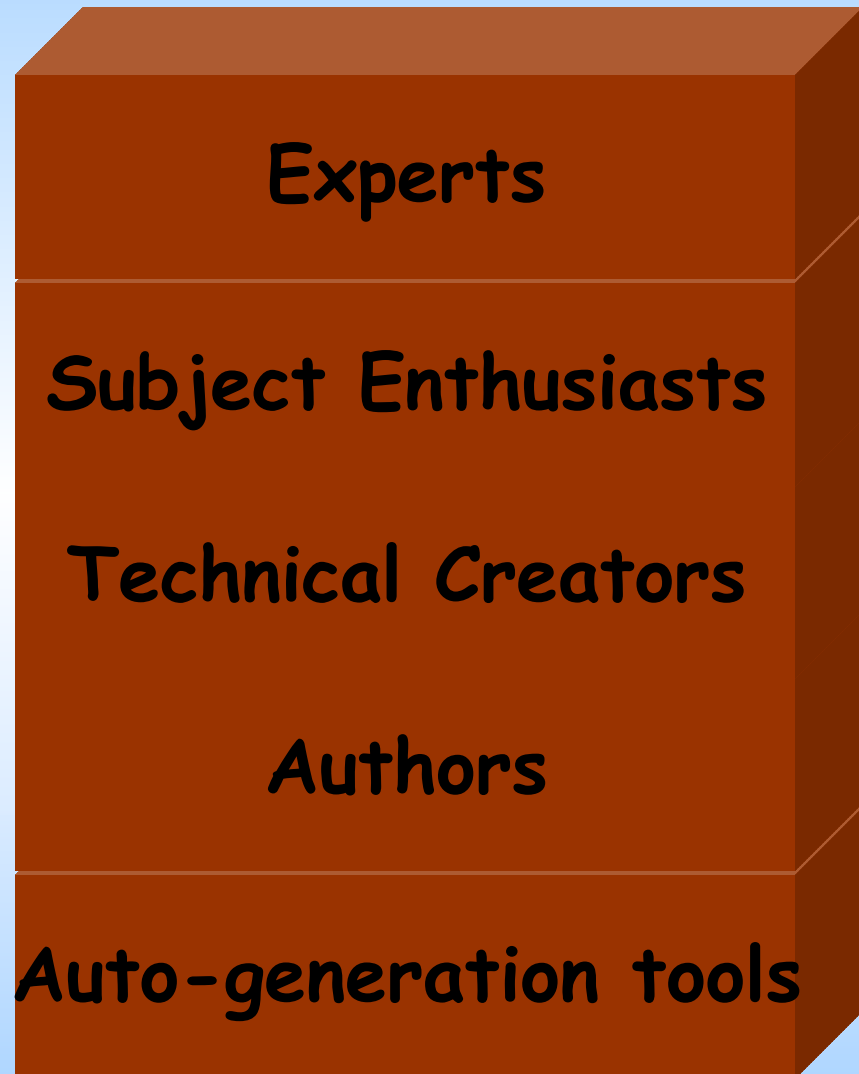 Experts
Subject Enthusiasts
Technical Creators
Authors
Auto-generation tools